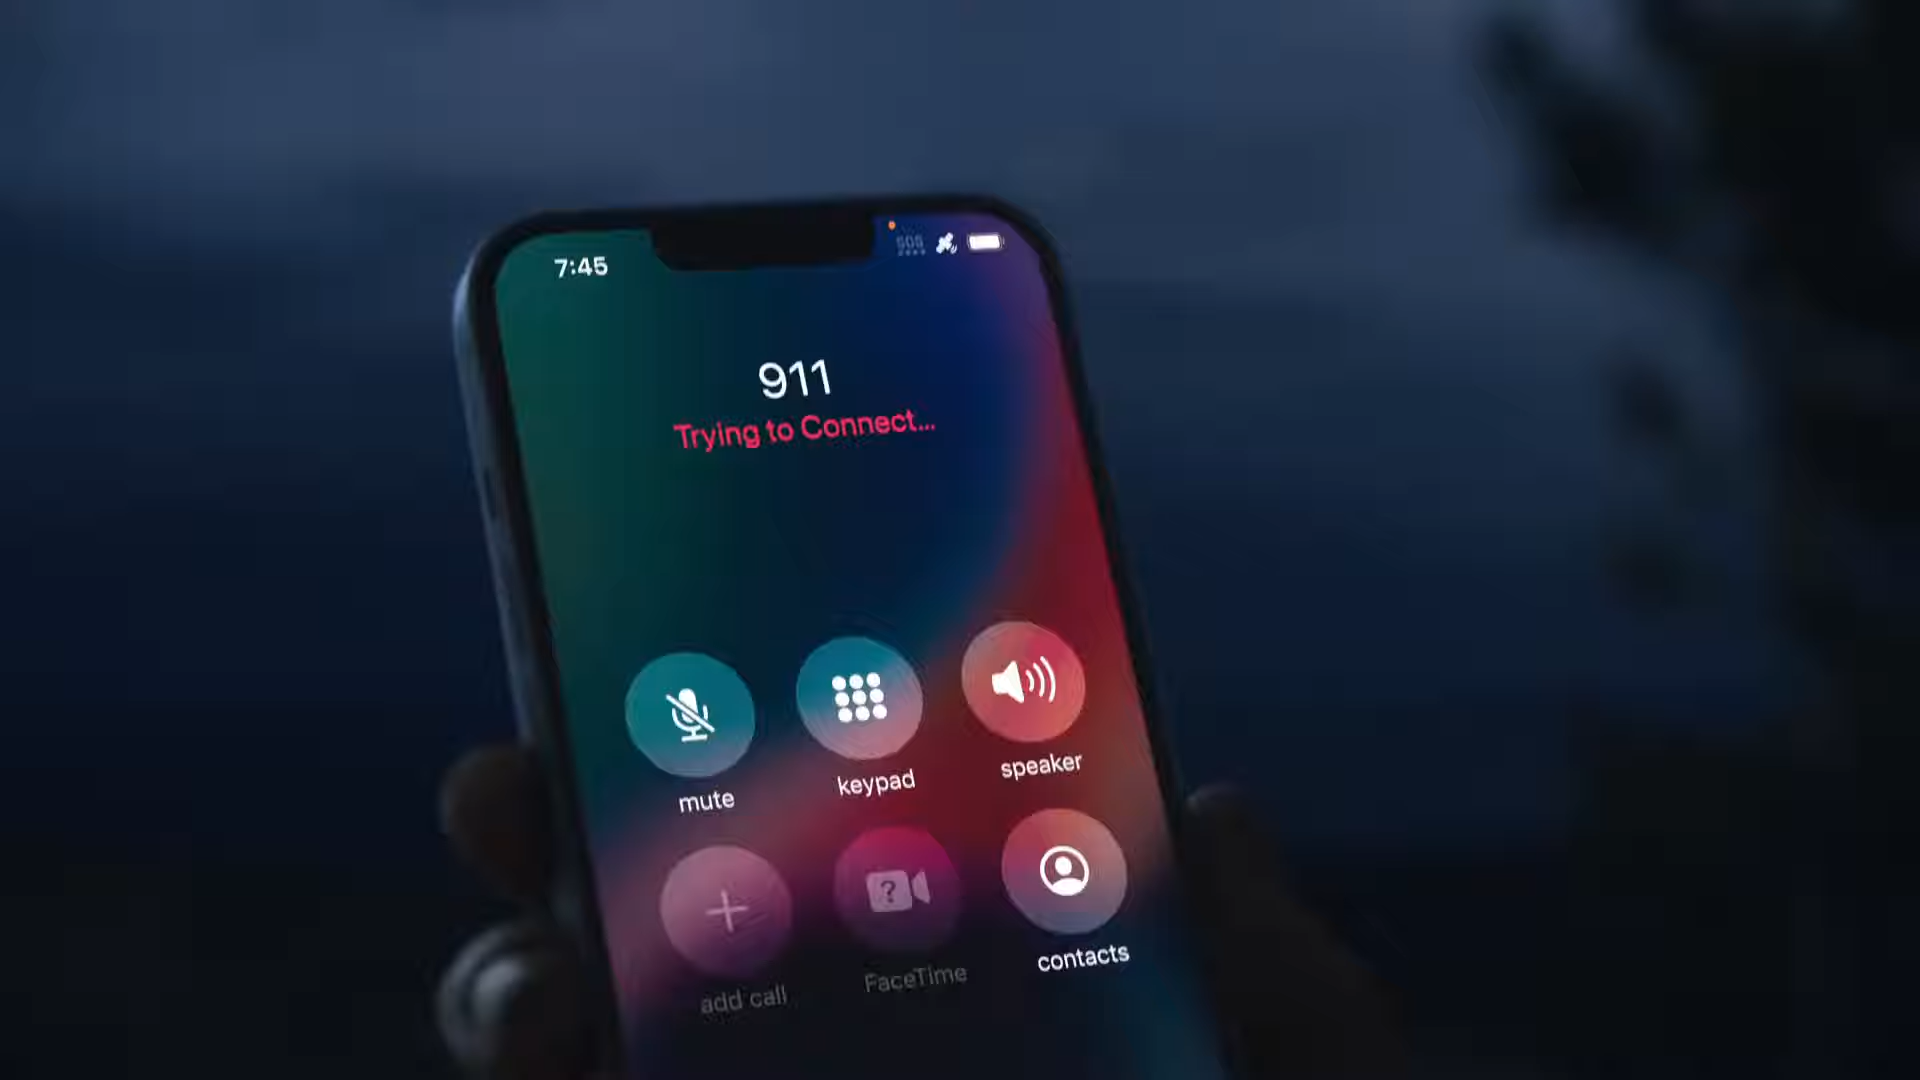 7:45
SOS
911
Trying to Connect...
mute
keypad
speaker
add call
FaceTime
contacts